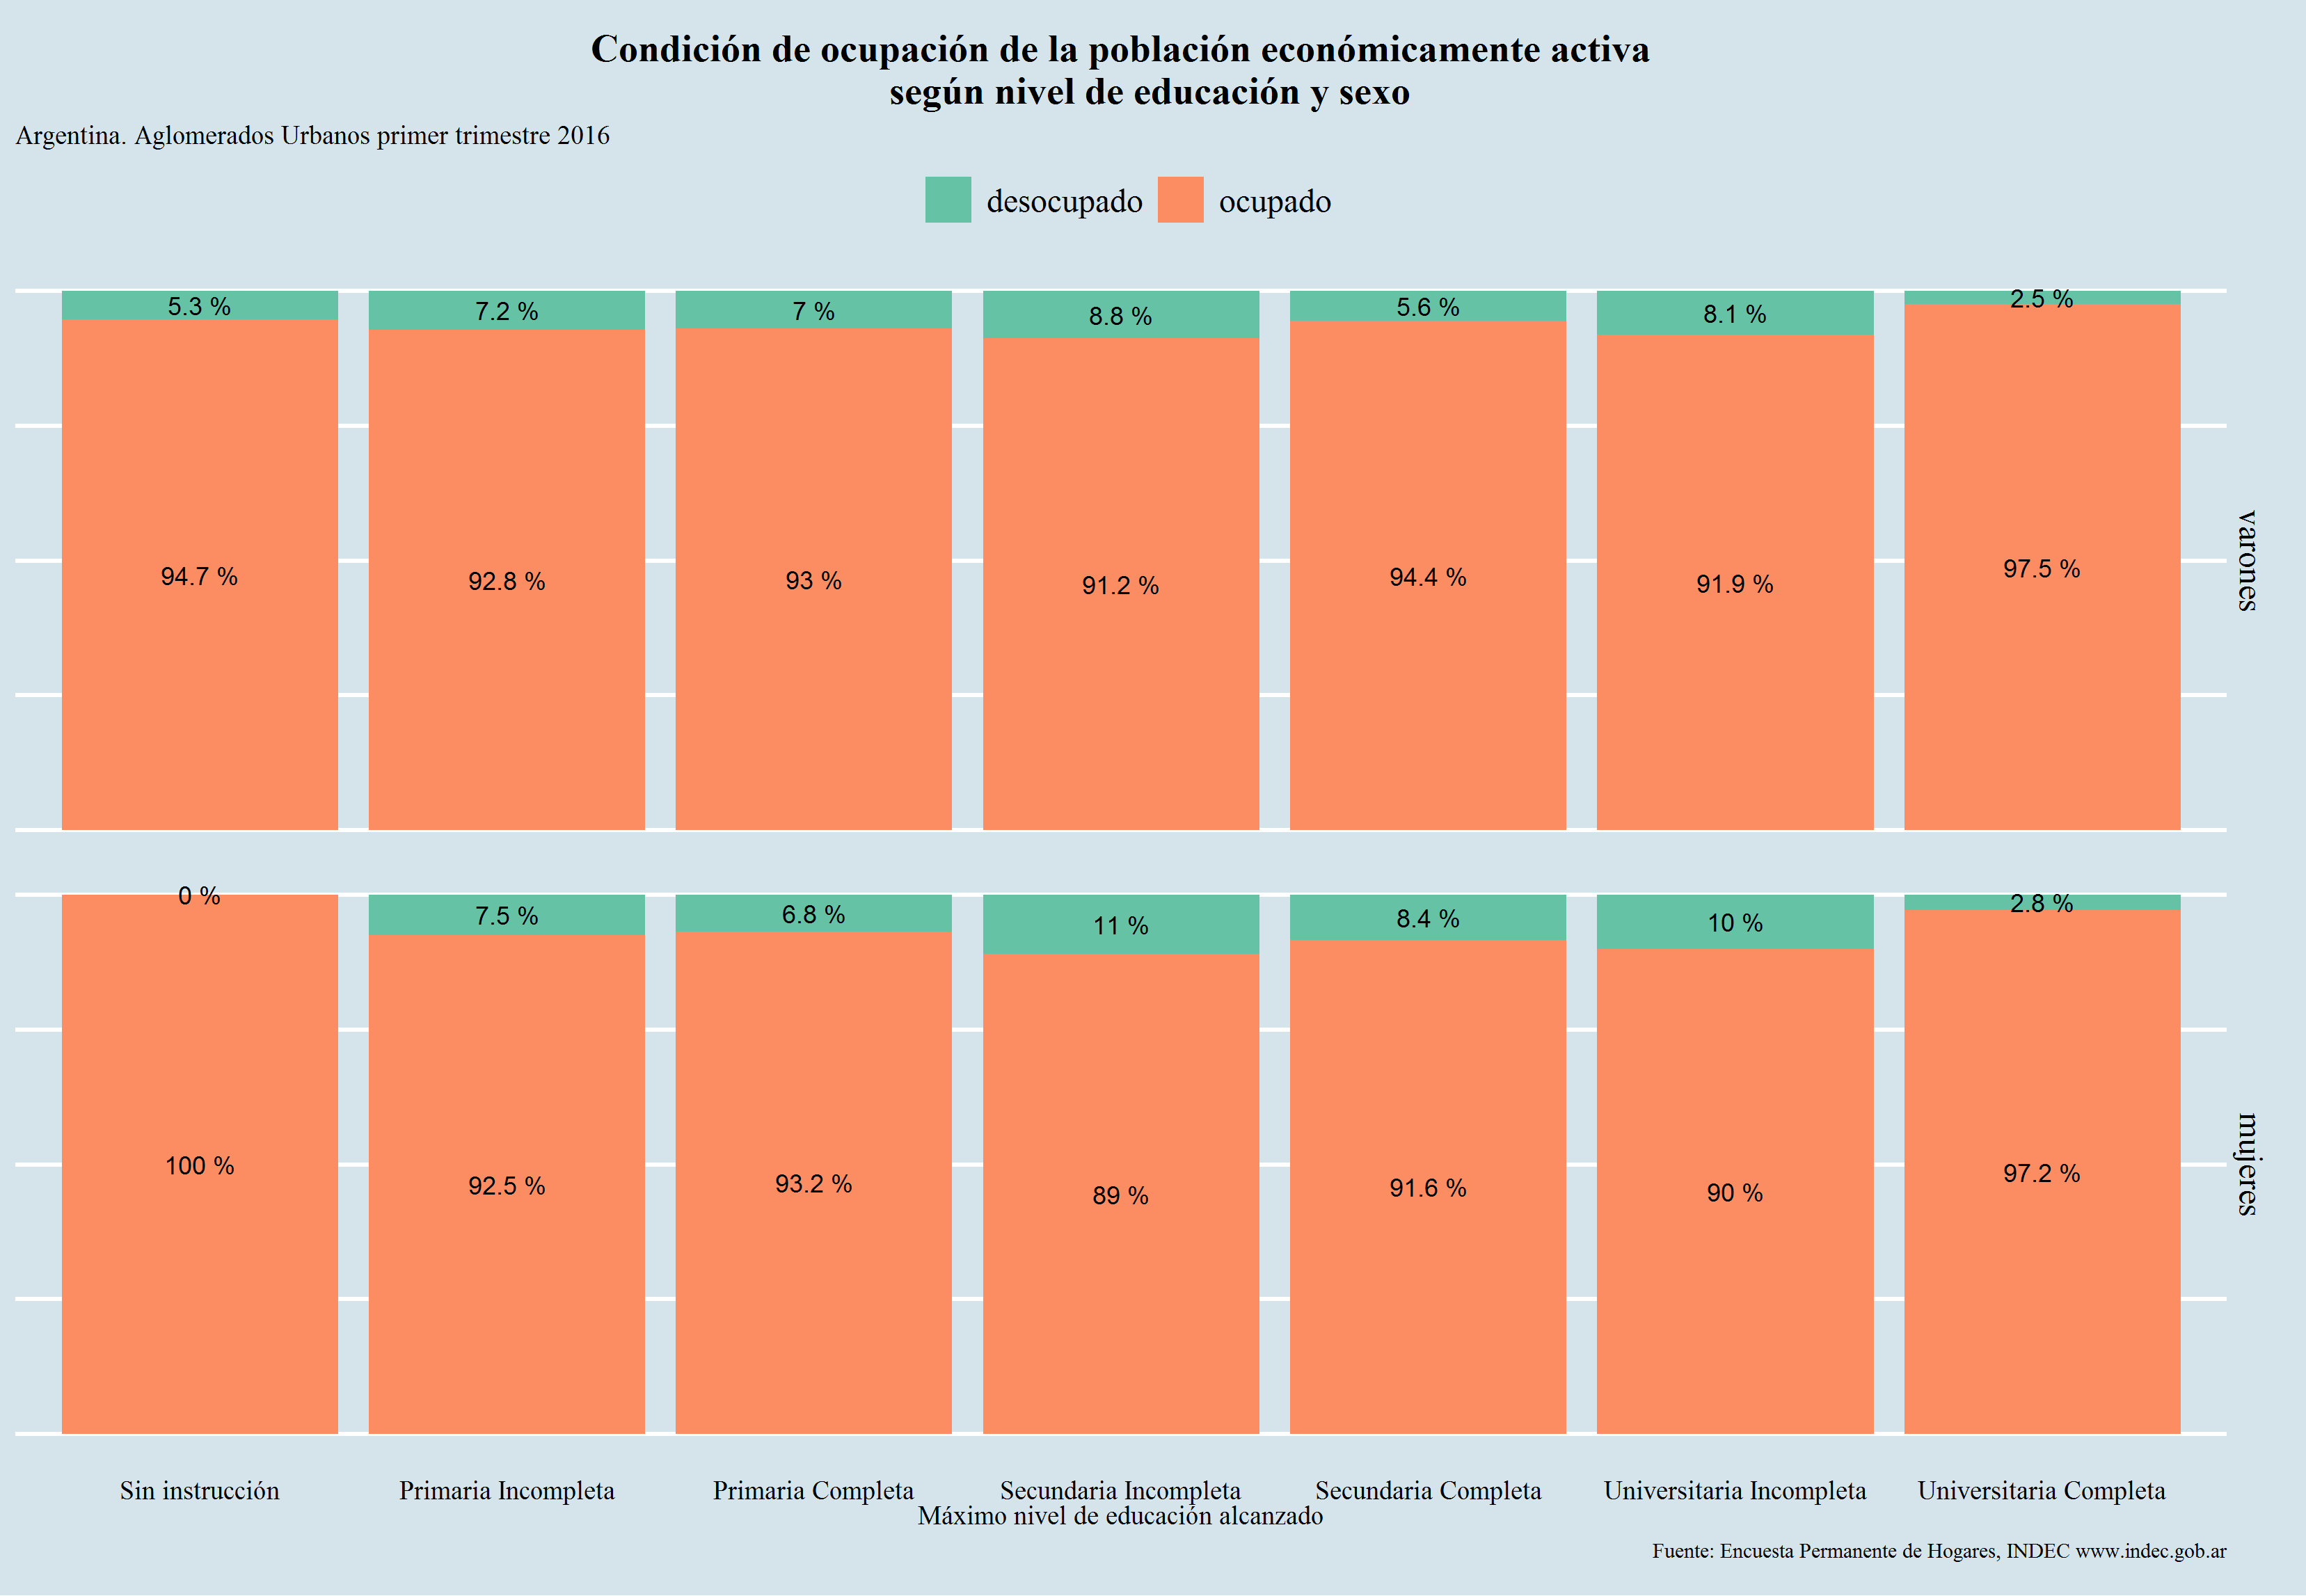 Condición de ocupación de la población económicamente activa
según nivel de educación y sexo
Argentina. Aglomerados Urbanos primer trimestre 2016
desocupado ocupado
5.3 % 7.2 % 7 % 8.8 % 5.6 % 8.1 % 2.5 %
94.7 % 92.8 % 93 % 91.2 % 94.4 % 91.9 % 97.5 %
varones
0 % 7.5 % 6.8 % 11 % 8.4 % 10 % 2.8 %
100 % 92.5 % 93.2 % 89 % 91.6 % 90 % 97.2 %
mujeres
Sin instrucción Primaria Incompleta Primaria Completa Secundaria Incompleta Secundaria Completa Universitaria Incompleta Universitaria Completa
Máximo nivel de educación alcanzado
Fuente: Encuesta Permanente de Hogares, INDEC www.indec.gob.ar